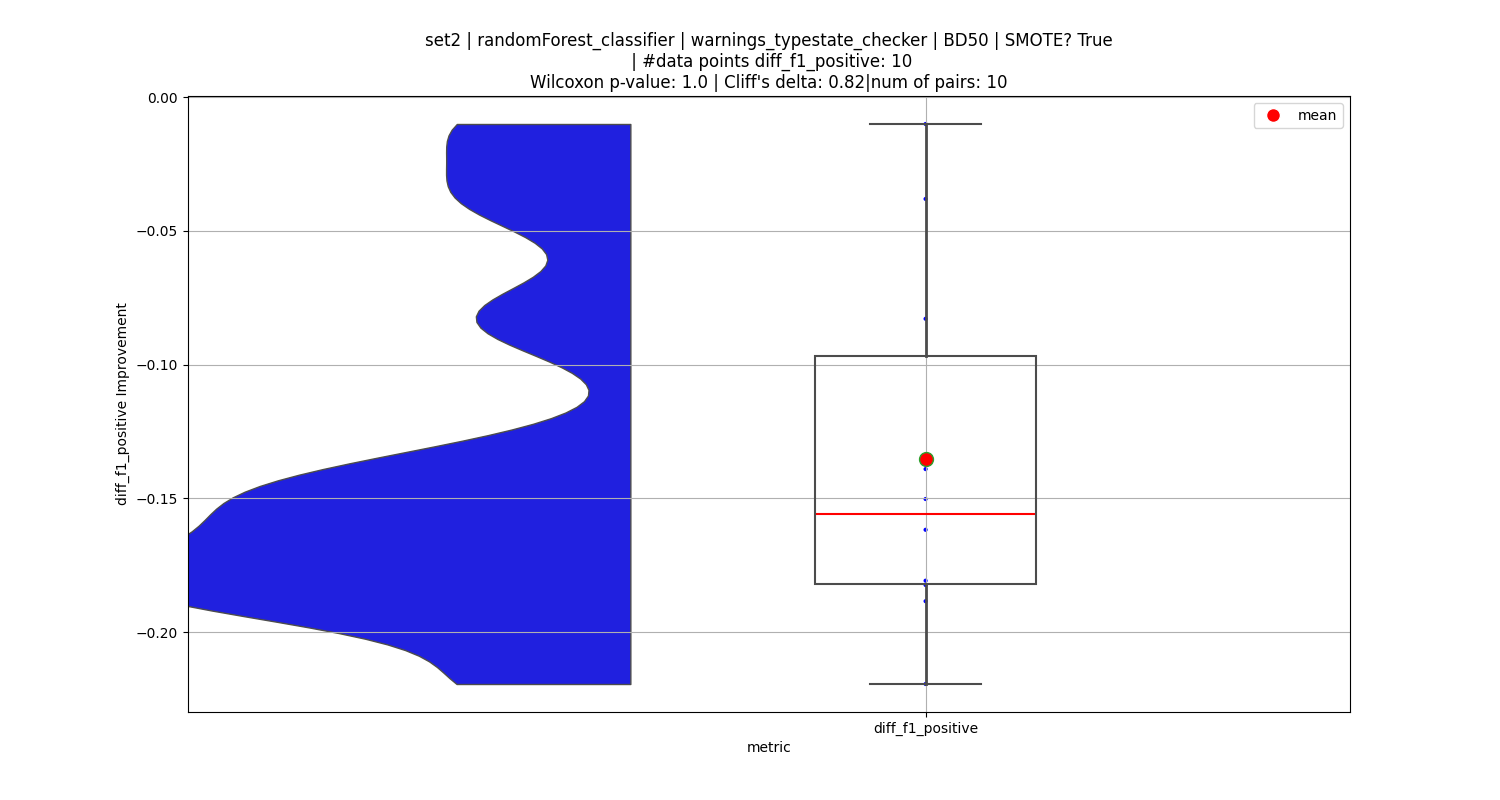 set2 | randomForest_classifier | warnings_typestate_checker | BD50 | SMOTE? True
| #data points diff_f1_positive: 10
Wilcoxon p-value: 1.0 | Cliff's delta: 0.82|num of pairs: 10
0.00
mean
−0.05
−0.10
−0.15
−0.20
diff_f1_positive Improvement
diff_f1_positive
metric